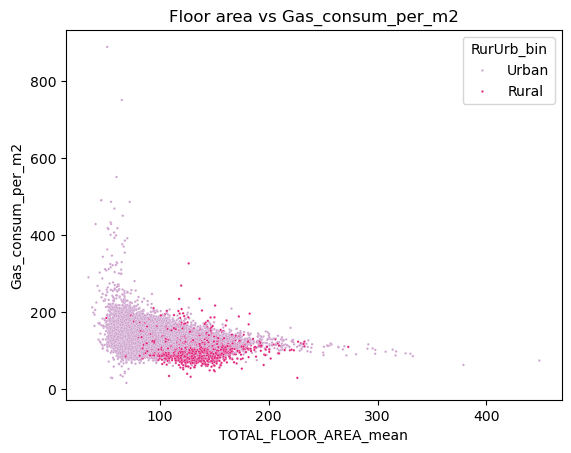 Floor area vs Gas_consum_per_m2
RurUrb_bin
Urban
Rural
Gas_consum_per_m2
800
600
400
200
0
100
200
300
400
TOTAL_FLOOR_AREA_mean